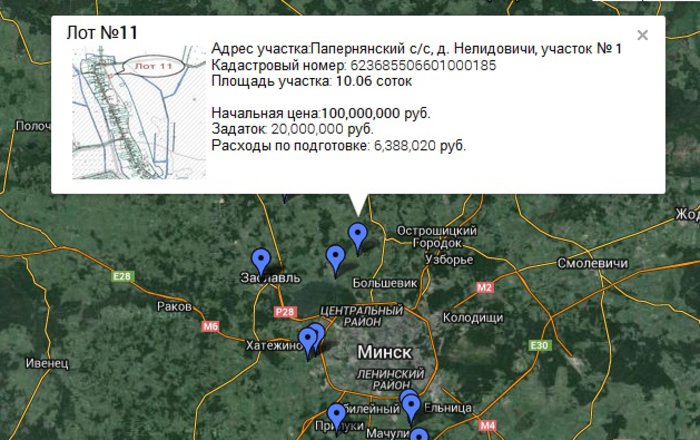 Лот №11
Лот 11
Адрес участка:Папернянский с/с, д. Нелидовичи, участок № 1
Кадастровый номер: 623685506601000185
Площадь участка: 10.06 соток
Начальная цена:100,000,000 руб.
Задаток: 20,000,000 руб.
Расходы по подготовке: 6,388,020 руб.
Полоч
Жод
Острошицкий
Городок
Узборье
Смолевичи
E28
Заславль
Большевик
M2
Раков
P28
ЦЕНТРАЛЬНЫЙ
РАЙОН
Колодищи
M6
Хатежино
Минск
E30
Ивенец
ЛЕНИНСКИЙ
РАЙОН
билейный
Ельница
Прилуки
Мачули
M4